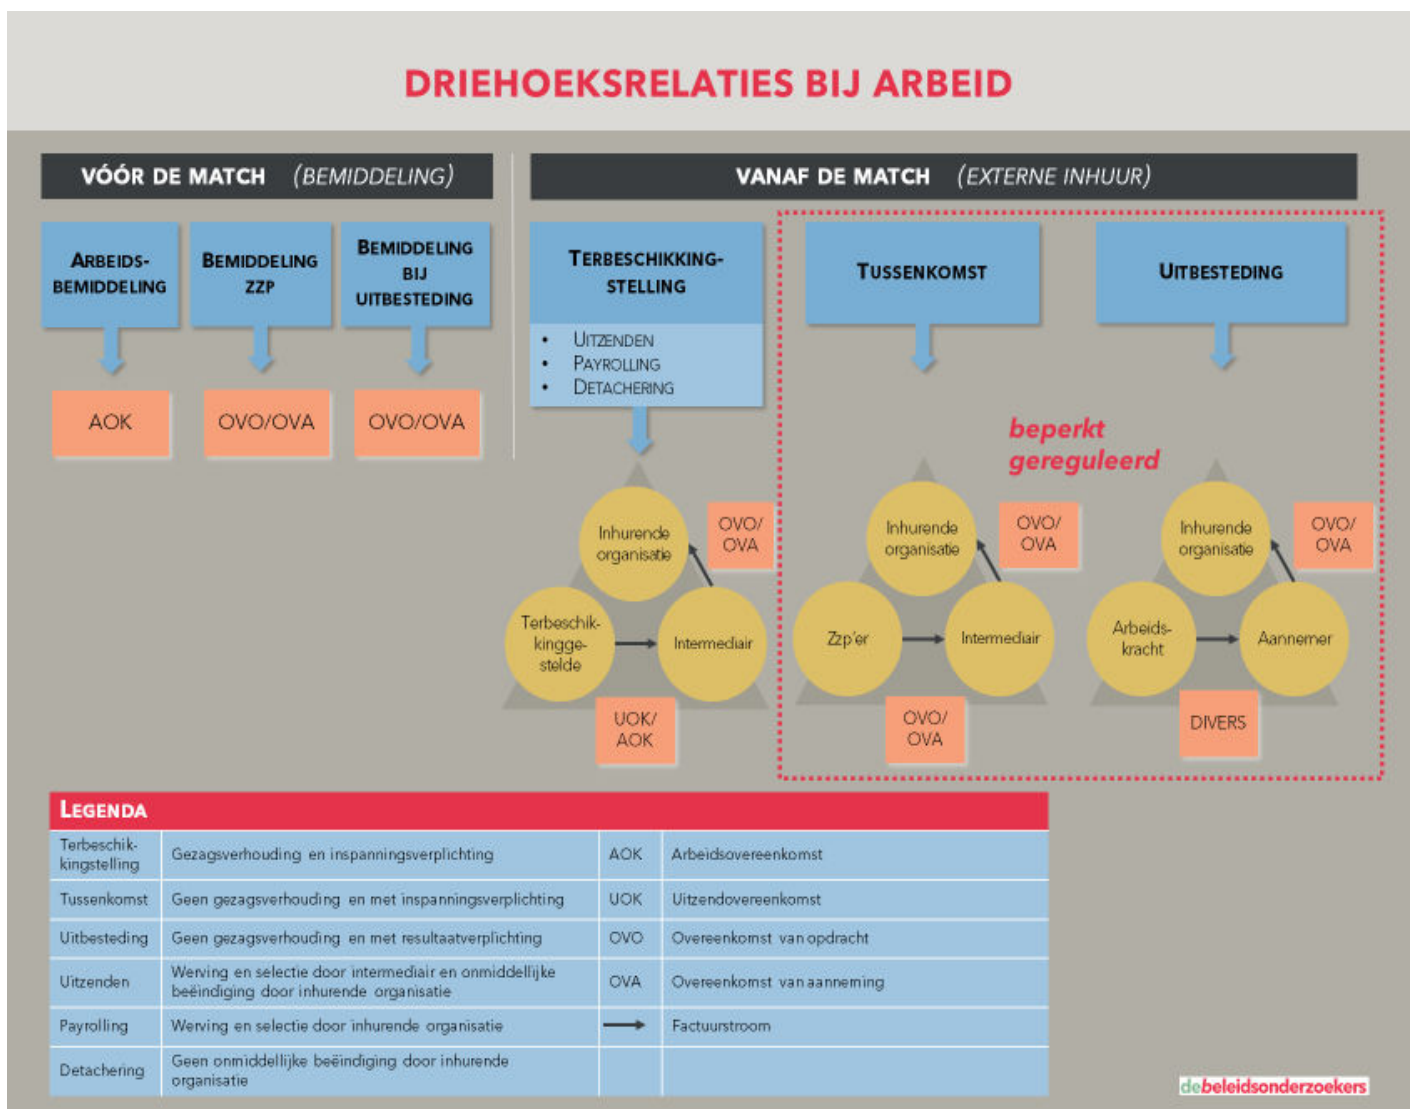 DRIEHOEKSRELATIES BIJ ARBEID
VÓÓR DE MATCH (BEMIDDELING)
VANAF DE MATCH (EXTERNE INHUUR)
ARBEIDS-
BEMIDDELING
BEMIDDELING
ZZP
BEMIDDELING
BIJ
UITBESTEDING
TERBESCHIKKING-
STELLING
• UITZENDEN
• PAYROLLING
• DETACHERING
TUSSENKOMST
UITBESTEDING
AOK
OVO/OVA
OVO/OVA
beperkt
gereguleerd
Inhurende
organisatie
OVO/
OVA
Terbeschik-
kingge-
stelde
Intermediair
UOK/
AOK
Inhurende
organisatie
OVO/
OVA
Zzp'er
Intermediair
OVO/
OVA
Inhurende
organisatie
OVO/
OVA
Arbeids-
kracht
Aannemer
DIVERS
LEGENDA
Terbeschik-
kingstelling
Gezagsverhouding en inspanningsverplichting
AOK
Arbeidsovereenkomst
Tussenkomst
Geen gezagsverhouding en met inspanningsverplichting
UOK
Uitzendovereenkomst
Uitbesteding
Geen gezagsverhouding en met resultaatverplichting
OVO
Overeenkomst van opdracht
Uitzenden
Werving en selectie door intermediair en onmiddellijke
beëindiging door inhurende organisatie
OVA
Overeenkomst van aanneming
Payrolling
Werving en selectie door inhurende organisatie
Factuurstroom
Detachering
Geen onmiddellijke beëindiging door inhurende
organisatie
debeleidsonderzoekers